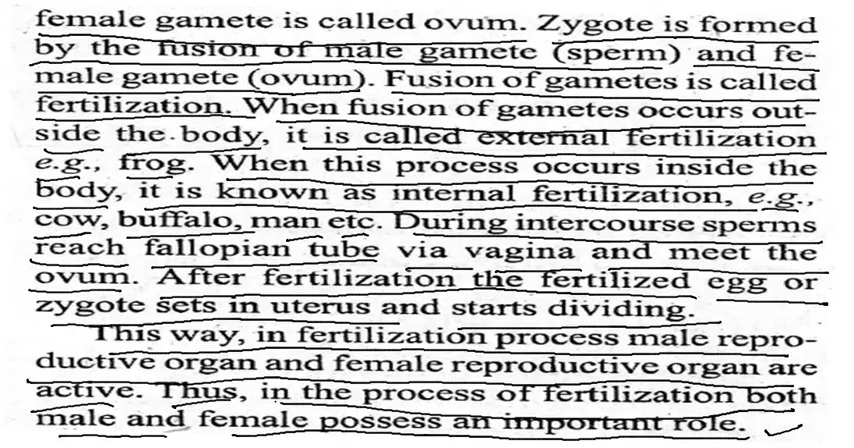 female gamete is called ovum. Zygote is formed
by the fusion of male gamete (sperm) and fe-
male gamete (ovum). Fusion of gametes is called
fertilization. When fusion of gametes occurs out-
side the body, it is called external fertilization
e.g., frog. When this process occurs inside the
body, it is known as internal fertilization, e.g.,
cow, buffalo, man etc. During intercourse sperms
reach fallopian tube via vagina and meet the
ovum. After fertilization the fertilized egg or
zygote sets in uterus and starts dividing.
This way, in fertilization process male repro-
ductive organ and female reproductive organ are
active. Thus, in the process of fertilization both
male and female possess an important role.